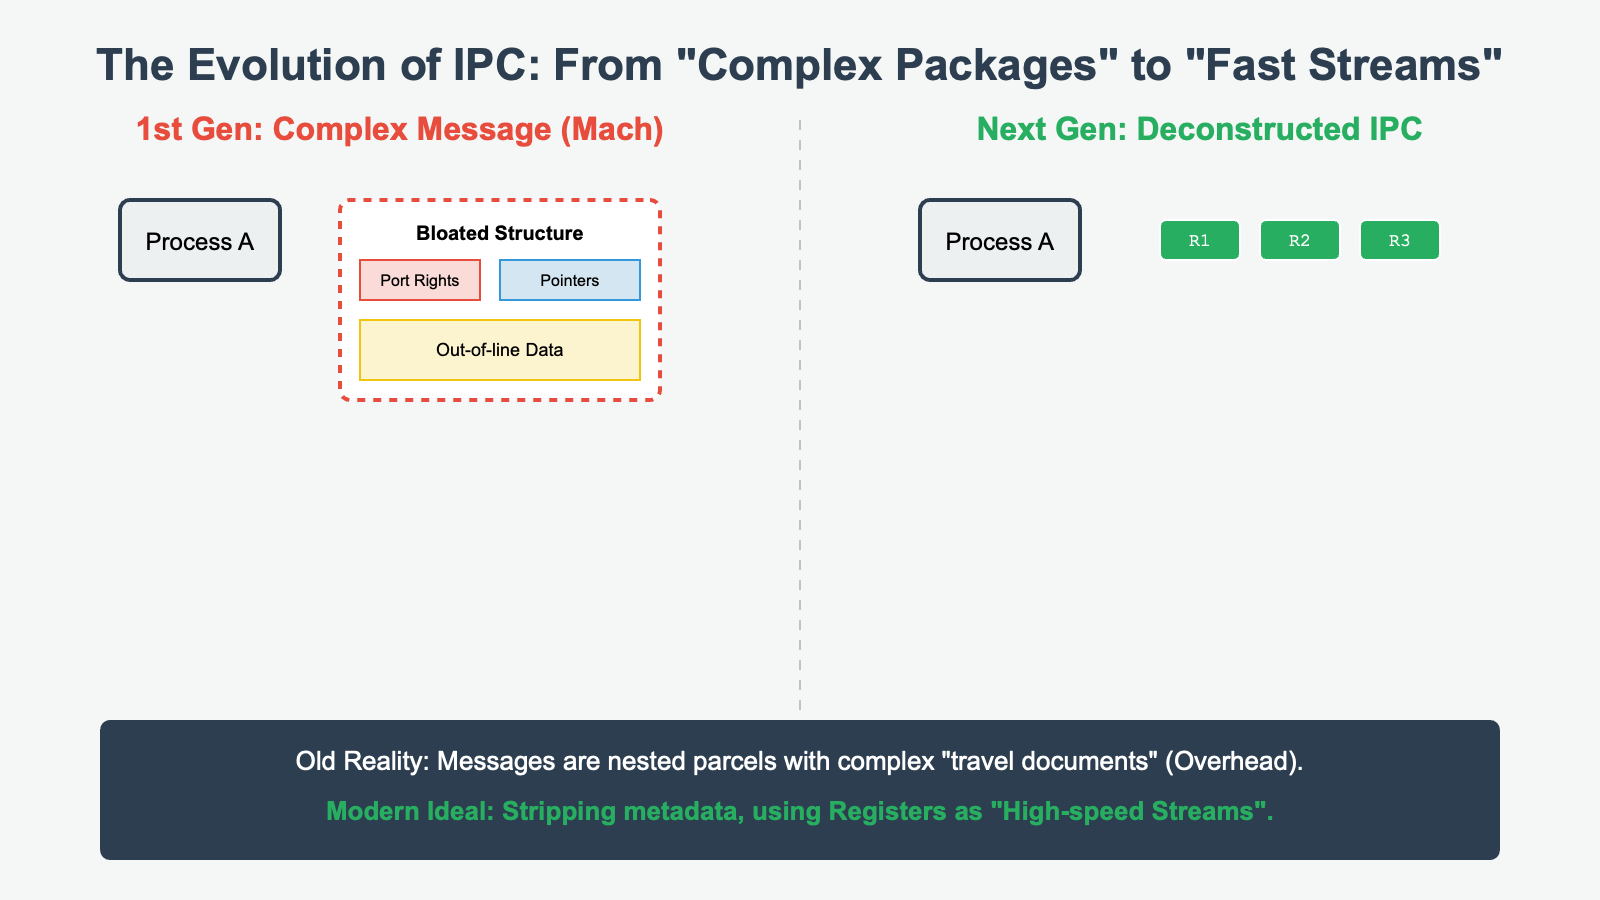 The Evolution of IPC: From "Complex Packages" to "Fast Streams"
1st Gen: Complex Message (Mach)
Process A
Bloated Structure
Port Rights
Pointers
Out-of-line Data
Next Gen: Deconstructed IPC
Process A
R1
R2
R3
Old Reality: Messages are nested parcels with complex "travel documents" (Overhead).
Modern Ideal: Stripping metadata, using Registers as "High-speed Streams".